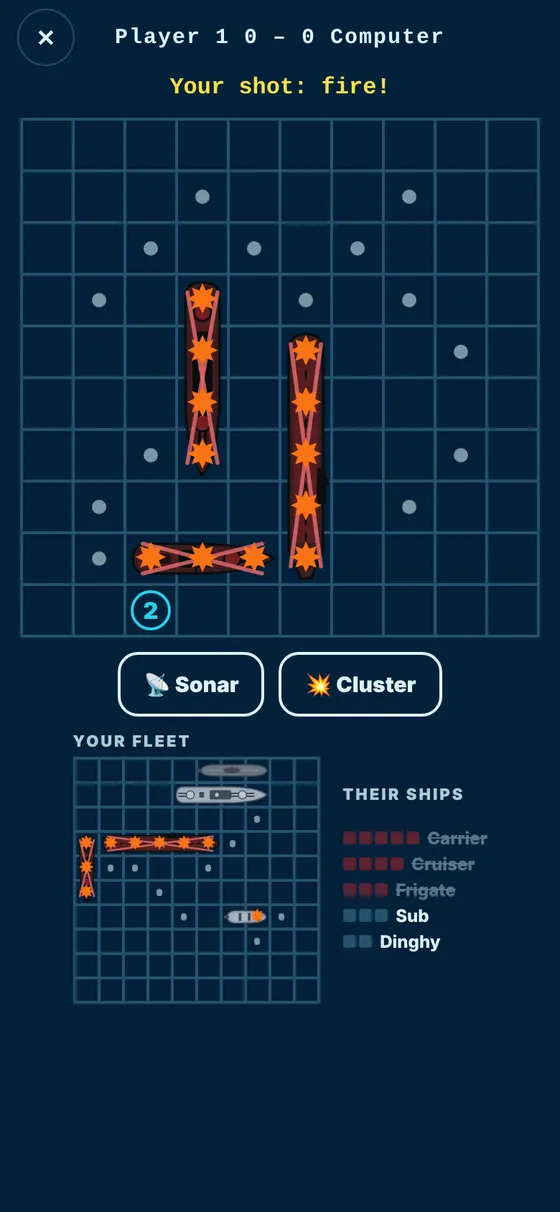 × Player 1 0 – 0 Computer
Your shot: fire!
2
📡 Sonar 💥 Cluster
YOUR FLEET
THEIR SHIPS
Carrier
Cruiser
Frigate
Sub
Dinghy